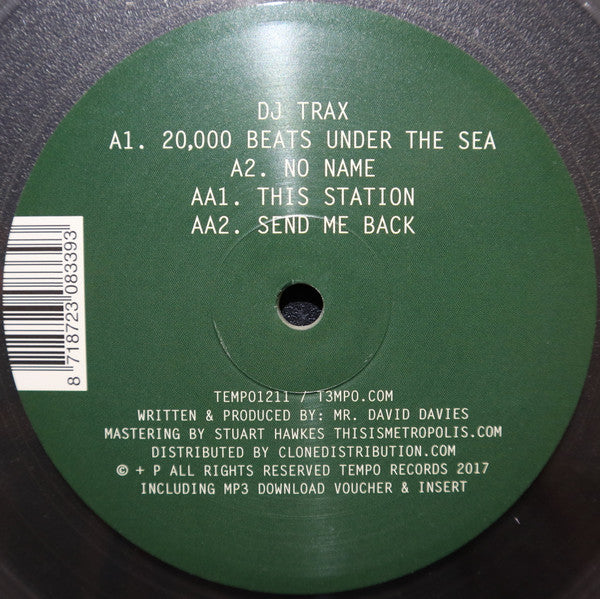 DJ TRAX
A1. 20,000 BEATS UNDER THE SEA
A2. NO NAME
AA1. THIS STATION
AA2. SEND ME BACK
8 718723 083393
TEMPO1211 / T3MPO.COM
WRITTEN & PRODUCED BY: MR. DAVID DAVIES
MASTERING BY STUART HAWKES THISISMETROPOLIS.COM
DISTRIBUTED BY CLONEDISTRIBUTION.COM
© + P ALL RIGHTS RESERVED TEMPO RECORDS 2017
INCLUDING MP3 DOWNLOAD VOUCHER & INSERT